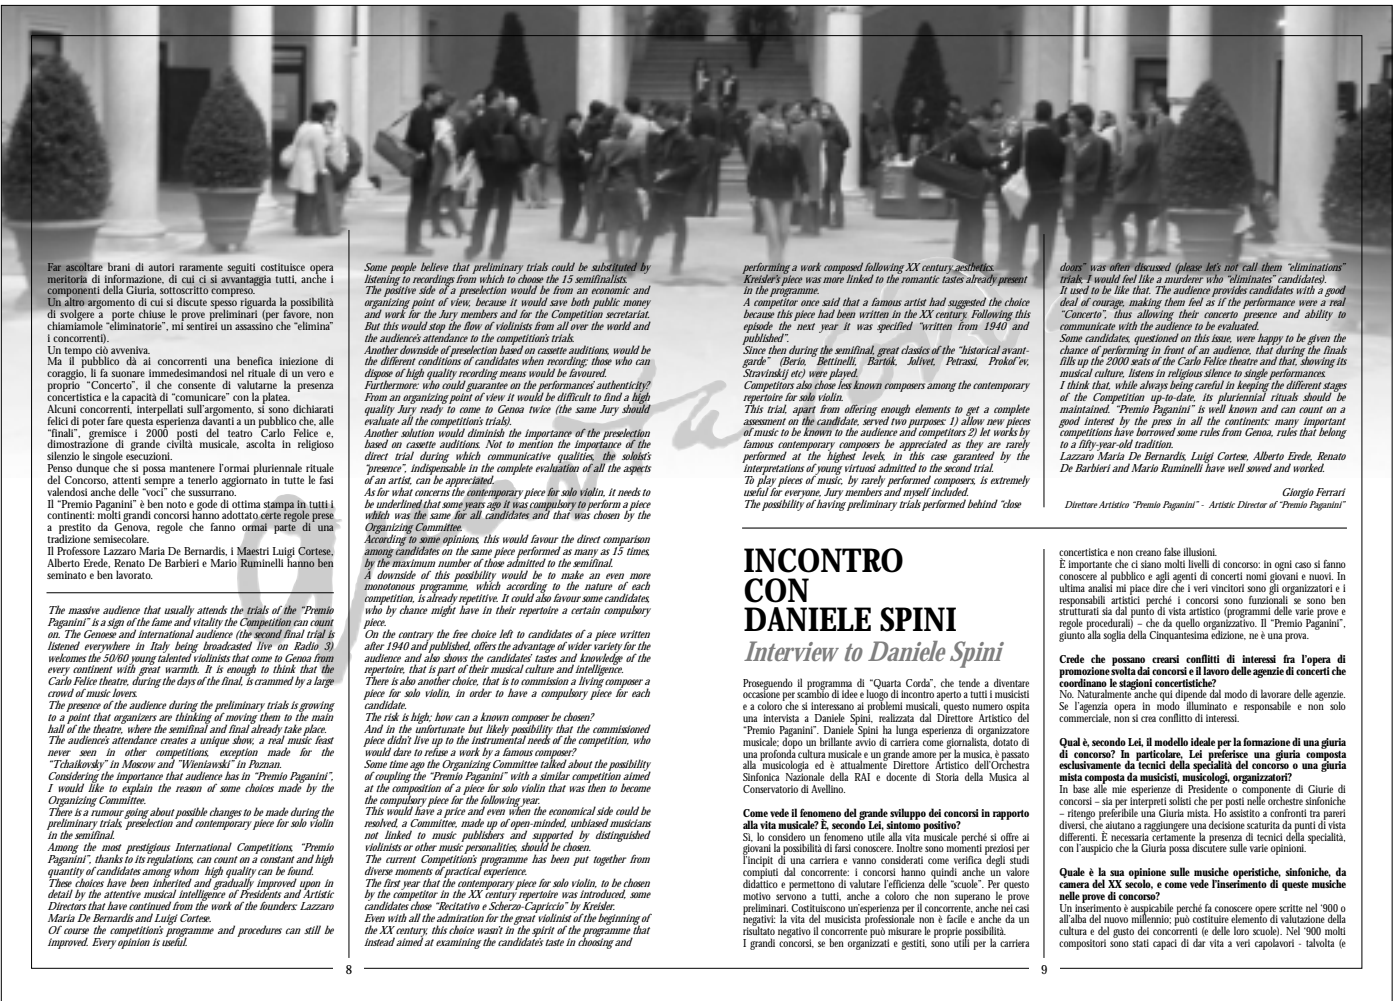 Far ascoltare brani di autori raramente seguiti costituisce opera
meritoria di informazione, di cui ci si avvantaggia tutti, anche i
componenti della Giuria, sottoscritto compreso.
Un altro argomento di cui si discute spesso riguarda la possibilità
di svolgere a porte chiuse le prove preliminari (per favore, non
chiamiamole “eliminatorie”, mi sentirei un assassino che “elimina”
i concorrenti).
Un tempo ciò avveniva.
Ma il pubblico dà ai concorrenti una benefica iniezione di
coraggio, li fa suonare immedesimandosi nel rituale di un vero e
proprio “Concerto”, il che consente di valutarne la presenza
concertistica e la capacità di “comunicare” con la platea.
Alcuni concorrenti, interpellati sull’argomento, si sono dichiarati
felici di poter fare questa esperienza davanti a un pubblico che, alle
“finali”, gremisce i 2000 posti del teatro Carlo Felice e,
dimostrazione di grande civiltà musicale, ascolta in religioso
silenzio le singole esecuzioni.
Penso dunque che si possa mantenere l’ormai pluriennale rituale
del Concorso, attenti sempre a tenerlo aggiornato in tutte le fasi
valendosi anche delle “voci” che sussurrano.
Il “Premio Paganini” è ben noto e gode di ottima stampa in tutti i
continenti: molti grandi concorsi hanno adottato certe regole prese
a prestito da Genova, regole che fanno ormai parte di una
tradizione semisecolare.
Il Professore Lazzaro Maria De Bernardis, i Maestri Luigi Cortese,
Alberto Erede, Renato De Barbieri e Mario Ruminelli hanno ben
seminato e ben lavorato.
The massive audience that usually attends the trials of the “Premio
Paganini” is a sign of the fame and vitality the Competition can count
on. The Genoese and international audience (the second final trial is
listened everywhere in Italy being broadcasted live on Radio 3)
welcomes the 50/60 young talented violinists that come to Genoa from
every continent with great warmth. It is enough to think that the
Carlo Felice theatre, during the days of the final, is crammed by a large
crowd of music lovers.
The presence of the audience during the preliminary trials is growing
to a point that organizers are thinking of moving them to the main
hall of the theatre, where the semifinal and final already take place.
The audience's attendance creates a unique show, a real music feast
never seen in other competitions, exception made for the
"Tchaikovsky" in Moscow and "Wieniawski" in Poznan.
Considering the importance that audience has in “Premio Paganini”,
I would like to explain the reason of some choices made by the
Organizing Committee.
There is a rumour going about possible changes to be made during the
preliminary trials, preselection and contemporary piece for solo violin
in the semifinal.
Among the most prestigious International Competitions, “Premio
Paganini”, thanks to its regulations, can count on a constant and high
quantity of candidates among whom high quality can be found.
These choices have been inherited and gradually improved upon in
detail by the attentive musical intelligence of Presidents and Artistic
Directors that have continued from the work of the founders: Lazzaro
Maria De Bernardis and Luigi Cortese.
Of course the competition's programme and procedures can still be
improved. Every opinion is useful.
Some people believe that preliminary trials could be substituted by
listening to recordings from which to choose the 15 semifinalists.
The positive side of a preselection would be from an economic and
organizing point of view, because it would save both public money
and work for the Jury members and for the Competition secretariat.
But this would stop the flow of violinists from all over the world and
the audience's attendance to the competition's trials.
Another downside of preselection based on cassette auditions, would be
the different conditions of candidates when recording: those who can
dispose of high quality recording means would be favoured.
Furthermore: who could guarantee on the performances' authenticity?
From an organizing point of view it would be difficult to find a high
quality Jury ready to come to Genoa twice (the same Jury should
evaluate all the competition's trials).
Another solution would diminish the importance of the preselection
based on cassette auditions. Not to mention the importance of the
direct trial during which communicative qualities, the soloist's
"presence", indispensable in the complete evaluation of all the aspects
of an artist, can be appreciated.
As for what concerns the contemporary piece for solo violin, it needs to
be underlined that some years ago it was compulsory to perform a piece
which was the same for all candidates and that was chosen by the
Organizing Committee.
According to some opinions, this would favour the direct comparison
among candidates on the same piece performed as many as 15 times,
by the maximum number of those admitted to the semifinal.
A downside of this possibility would be to make an even more
monotonous programme, which according to the nature of each
competition, is already repetitive. It could also favour some candidates,
who by chance might have in their repertoire a certain compulsory
piece.
On the contrary the free choice left to candidates of a piece written
after 1940 and published, offers the advantage of wider variety for the
audience and also shows the candidates' tastes and knowledge of the
repertoire, that is part of their musical culture and intelligence.
There is also another choice, that is to commission a living composer a
piece for solo violin, in order to have a compulsory piece for each
candidate.
The risk is high; how can a known composer be chosen?
And in the unfortunate but likely possibility that the commissioned
piece didn't live up to the instrumental needs of the competition, who
would dare to refuse a work by a famous composer?
Some time ago the Organizing Committee talked about the possibility
of coupling the “Premio Paganini” with a similar competition aimed
at the composition of a piece for solo violin that was then to become
the compulsory piece for the following year.
This would have a price and even when the economical side could be
resolved, a Committee, made up of open-minded, unbiased musicians
not linked to music publishers and supported by distinguished
violinists or other music personalities, should be chosen.
The current Competition's programme has been put together from
diverse moments of practical experience.
The first year that the contemporary piece for solo violin, to be chosen
by the competitor in the XX century repertoire was introduced, some
candidates chose “Recitativo e Scherzo-Capriccio” by Kreisler.
Even with all the admiration for the great violinist of the beginning of
the XX century, this choice wasn't in the spirit of the programme that
instead aimed at examining the candidate's taste in choosing and
8
performing a work composed following XX century aesthetics.
Kreisler's piece was more linked to the romantic tastes already present
in the programme.
A competitor once said that a famous artist had suggested the choice
because this piece had been written in the XX century. Following this
episode the next year it was specified “written from 1940 and
published”.
Since then during the semifinal, great classics of the “historical avant-
garde” (Berio, Bettinelli, Bartók, Jolivet, Petrassi, Prokof'ev,
Stravinskij etc) were played.
Competitors also chose less known composers among the contemporary
repertoire for solo violin.
This trial, apart from offering enough elements to get a complete
assessment on the candidate, served two purposes: 1) allow new pieces
of music to be known to the audience and competitors 2) let works by
famous contemporary composers be appreciated as they are rarely
performed at the highest levels, in this case garanteed by the
interpretations of young virtuosi admitted to the second trial.
To play pieces of music, by rarely performed composers, is extremely
useful for everyone, Jury members and myself included.
The possibility of having preliminary trials performed behind “close
doors” was often discussed (please let's not call them “eliminations”
trials, I would feel like a murderer who “eliminates” candidates).
It used to be like that. The audience provides candidates with a good
deal of courage, making them feel as if the performance were a real
“Concerto”, thus allowing their concerto presence and ability to
communicate with the audience to be evaluated.
Some candidates, questioned on this issue, were happy to be given the
chance of performing in front of an audience, that during the finals
fills up the 2000 seats of the Carlo Felice theatre and that, showing its
musical culture, listens in religious silence to single performances.
I think that, while always being careful in keeping the different stages
of the Competition up-to-date, its pluriennial rituals should be
maintained. “Premio Paganini” is well known and can count on a
good interest by the press in all the continents: many important
competitions have borrowed some rules from Genoa, rules that belong
to a fifty-year-old tradition.
Lazzaro Maria De Bernardis, Luigi Cortese, Alberto Erede, Renato
De Barbieri and Mario Ruminelli have well sowed and worked.
Giorgio Ferrari
Direttore Artistico “Premio Paganini” - Artistic Director of “Premio Paganini”
INCONTRO
CON
DANIELE SPINI
Interview to Daniele Spini
Proseguendo il programma di “Quarta Corda”, che tende a diventare
occasione per scambio di idee e luogo di incontro aperto a tutti i musicisti
e a coloro che si interessano ai problemi musicali, questo numero ospita
una intervista a Daniele Spini, realizzata dal Direttore Artistico del
“Premio Paganini”. Daniele Spini ha lunga esperienza di organizzatore
musicale; dopo un brillante avvio di carriera come giornalista, dotato di
una profonda cultura musicale e un grande amore per la musica, è passato
alla musicologia ed è attualmente Direttore Artistico dell’Orchestra
Sinfonica Nazionale della RAI e docente di Storia della Musica al
Conservatorio di Avellino.
Come vede il fenomeno del grande sviluppo dei concorsi in rapporto
alla vita musicale? È, secondo Lei, sintomo positivo?
Sì, lo considero un fenomeno utile alla vita musicale perché si offre ai
giovani la possibilità di farsi conoscere. Inoltre sono momenti preziosi per
l’incipit di una carriera e vanno considerati come verifica degli studi
compiuti dal concorrente: i concorsi hanno quindi anche un valore
didattico e permettono di valutare l’efficienza delle “scuole”. Per questo
motivo servono a tutti, anche a coloro che non superano le prove
preliminari. Costituiscono un’esperienza per il concorrente, anche nei casi
negativi: la vita del musicista professionale non è facile e anche da un
risultato negativo il concorrente può misurare le proprie possibilità.
I grandi concorsi, se ben organizzati e gestiti, sono utili per la carriera
concertistica e non creano false illusioni.
È importante che ci siano molti livelli di concorso: in ogni caso si fanno
conoscere al pubblico e agli agenti di concerti nomi giovani e nuovi. In
ultima analisi mi piace dire che i veri vincitori sono gli organizzatori e i
responsabili artistici perché i concorsi sono funzionali se sono ben
strutturati sia dal punto di vista artistico (programmi delle varie prove e
regole procedurali) – che da quello organizzativo. Il “Premio Paganini”,
giunto alla soglia della Cinquantesima edizione, ne è una prova.
Crede che possano crearsi conflitti di interessi fra l’opera di
promozione svolta dai concorsi e il lavoro delle agenzie di concerti che
coordinano le stagioni concertistiche?
No. Naturalmente anche qui dipende dal modo di lavorare delle agenzie.
Se l’agenzia opera in modo illuminato e responsabile e non solo
commerciale, non si crea conflitto di interessi.
Qual è, secondo Lei, il modello ideale per la formazione di una giuria
di concorso? In particolare, Lei preferisce una giuria composta
esclusivamente da tecnici della specialità del concorso o una giuria
mista composta da musicisti, musicologi, organizzatori?
In base alle mie esperienze di Presidente o componente di Giurie di
concorsi – sia per interpreti solisti che per posti nelle orchestre sinfoniche
– ritengo preferibile una Giuria mista. Ho assistito a confronti tra pareri
diversi, che aiutano a raggiungere una decisione scaturita da punti di vista
differenti. È necessaria certamente la presenza di tecnici della specialità,
con l’auspicio che la Giuria possa discutere sulle varie opinioni.
Quale è la sua opinione sulle musiche operistiche, sinfoniche, da
camera del XX secolo, e come vede l’inserimento di queste musiche
nelle prove di concorso?
Un inserimento è auspicabile perché fa conoscere opere scritte nel ‘900 o
all’alba del nuovo millennio; può costituire elemento di valutazione della
cultura e del gusto dei concorrenti (e delle loro scuole). Nel ‘900 molti
compositori sono stati capaci di dar vita a veri capolavori - talvolta (e
9